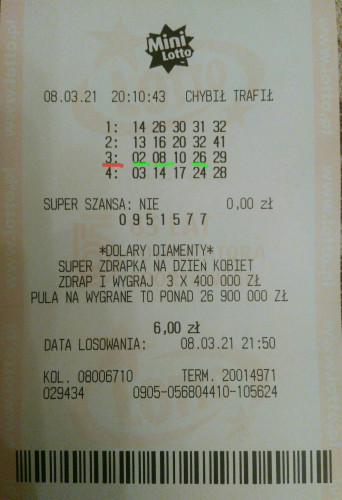 Mini
Lotto
08.03.21 20:10:43 CHYBIŁ TRAFIŁ
1: 14 26 30 31 32
2: 13 16 20 32 41
3: 02 08 10 26 29
4: 03 14 17 24 28
SUPER SZANSA: NIE 0,00 zł
0951577
*DOLARY DIAMENTY*
SUPER ZDRAPKA NA DZIEń KOBIET
ZDRAP I WYGRAJ 3 X 400 000 ZŁ
PULA NA WYGRANE TO PONAD 26 900 000 ZŁ
6,00 zł
DATA LOSOWANIA: 08.03.21 21:50
KOL. 08006710 TERM. 20014971
029434 0905-056804410-105624